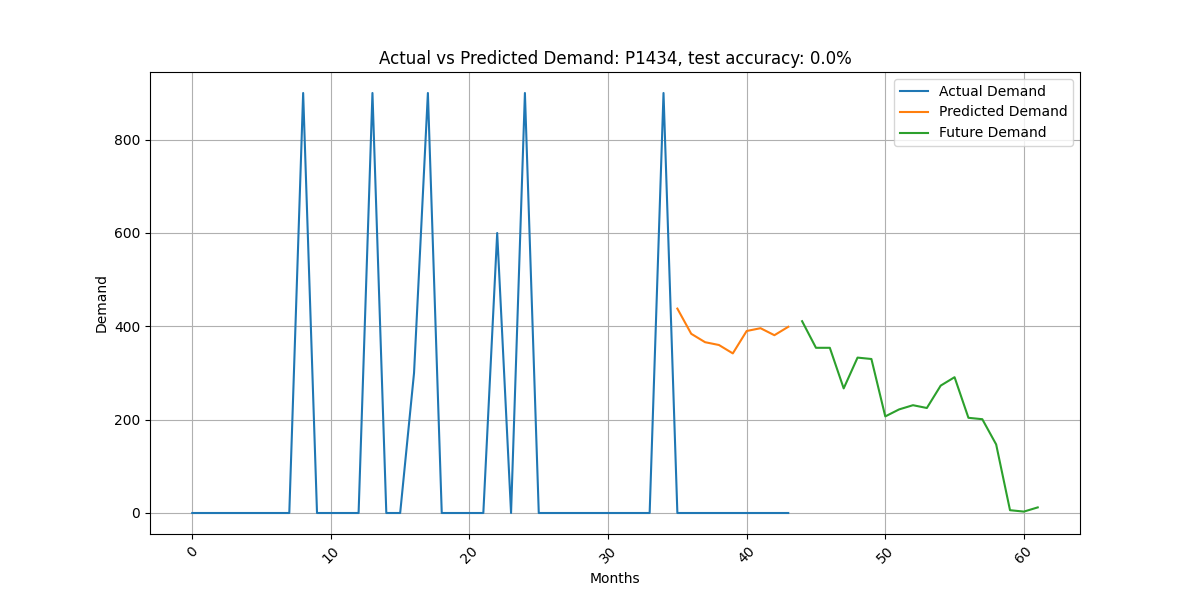 Actual vs Predicted Demand: P1434, test accuracy: 0.0%
Actual Demand
Predicted Demand
Future Demand
Demand
800
600
400
200
0
0 10 20 30 40 50 60
Months